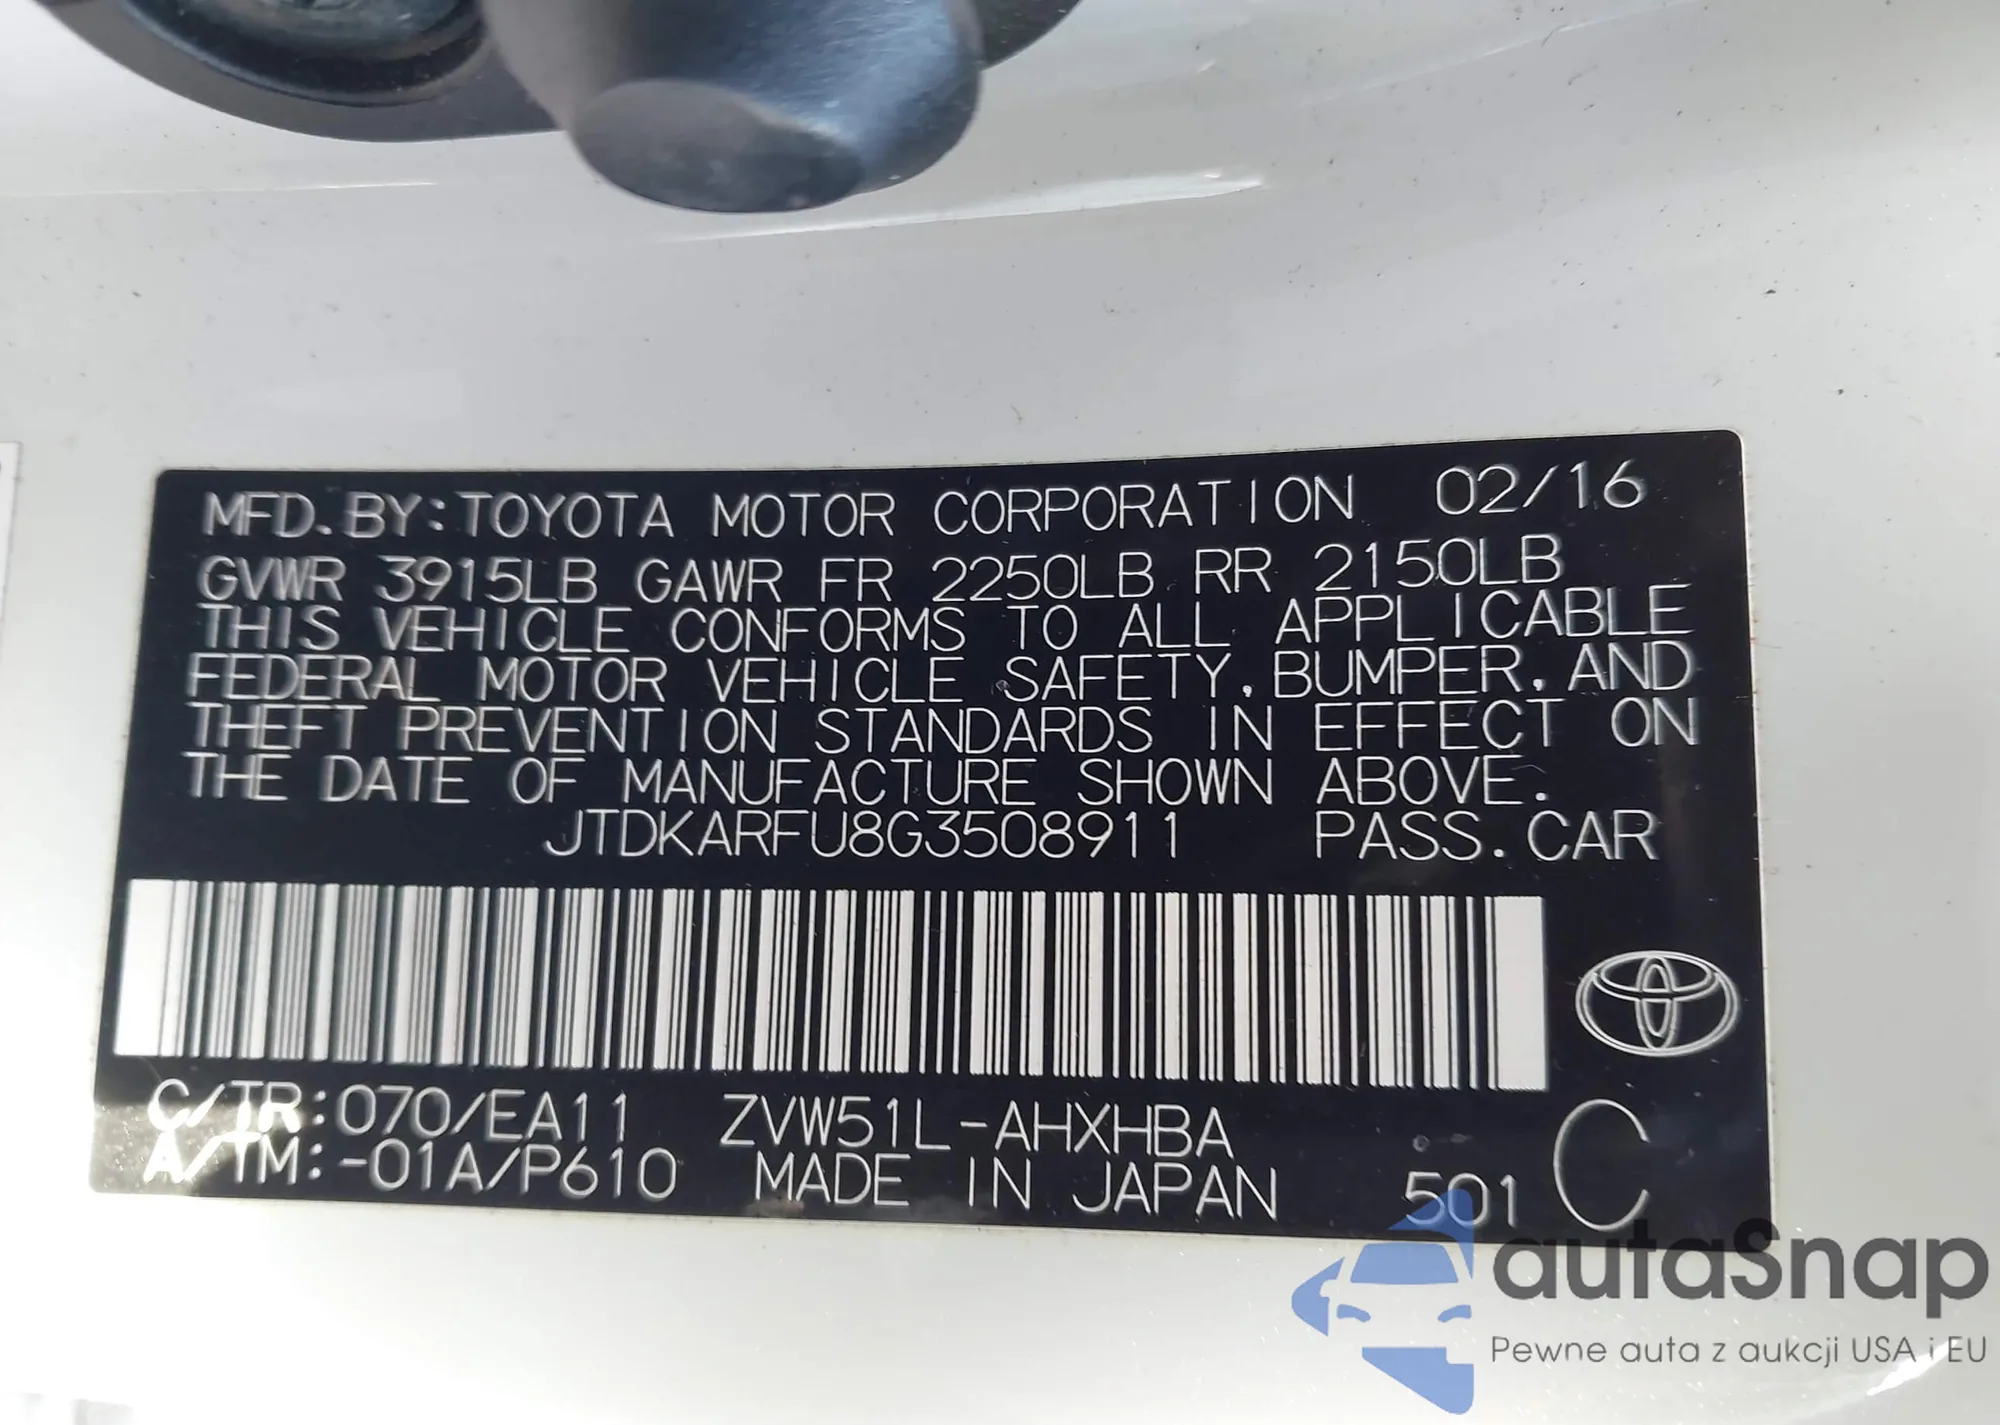 MFD.BY:TOYOTA MOTOR CORPORATION 02/16
GVWR 3915LB GAWR FR 2250LB RR 2150LB
THIS VEHICLE CONFORMS TO ALL APPLICABLE
FEDERAL MOTOR VEHICLE SAFETY, BUMPER, AND
THEFT PREVENTION STANDARDS IN EFFECT ON
THE DATE OF MANUFACTURE SHOWN ABOVE.
JTDKARFU8G3508911 PASS.CAR
C/TR:070/EA11 ZVW51L-AHXHBA
A/TM:-01A/P610 MADE IN JAPAN 501 C
autaSnap
Pewne auta z aukcji USA i EU